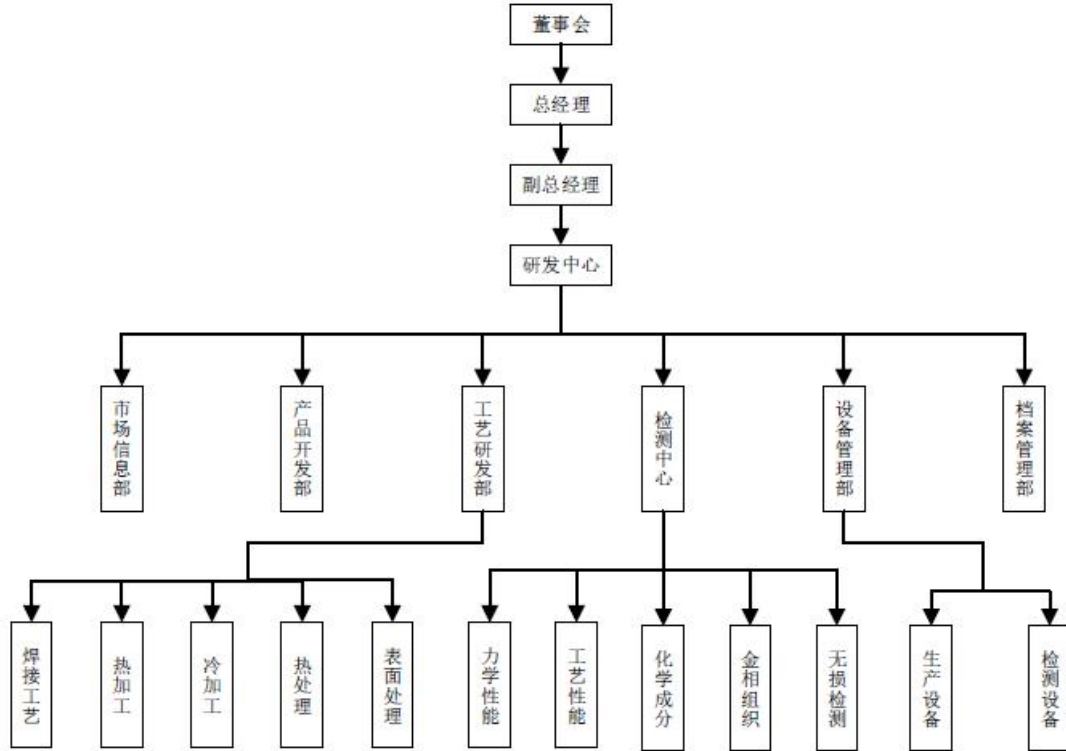 董事会
总经理
副总经理
研发中心
市场信息部
产品开发部
工艺研发部
检测中心
设备管理部
档案管理部
焊接工艺
热加工
冷加工
热处理
表面处理
力学性能
工艺性能
化学成分
金相组织
无损检测
生产设备
检测设备